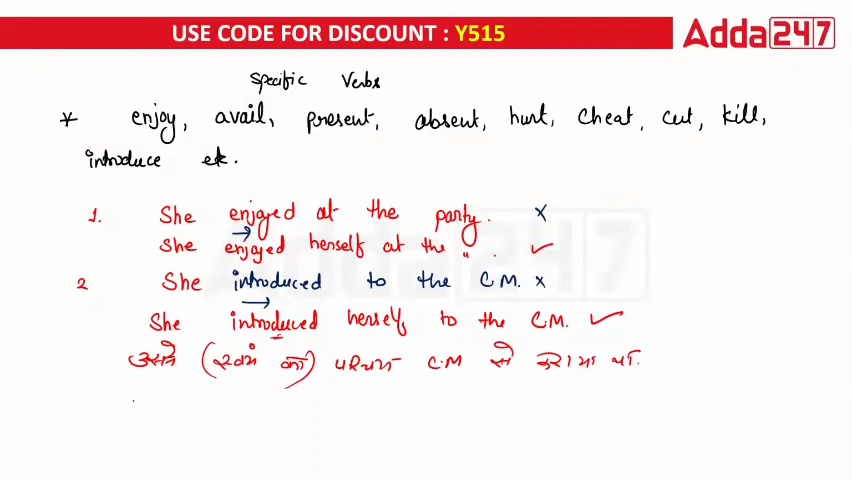 USE CODE FOR DISCOUNT : Y515
Adda247
Specific Verbs
* enjoy, avail, present, absent, hurt, cheat, cut, kill,
introduce etc.
1. She enjoyed at the party. ×
She enjoyed herself at the " . ✓
2 She introduced to the C.M. ×
She introduced herself to the C.M. ✓
उसने (स्वयं का) परिचय C.M से कराया था.